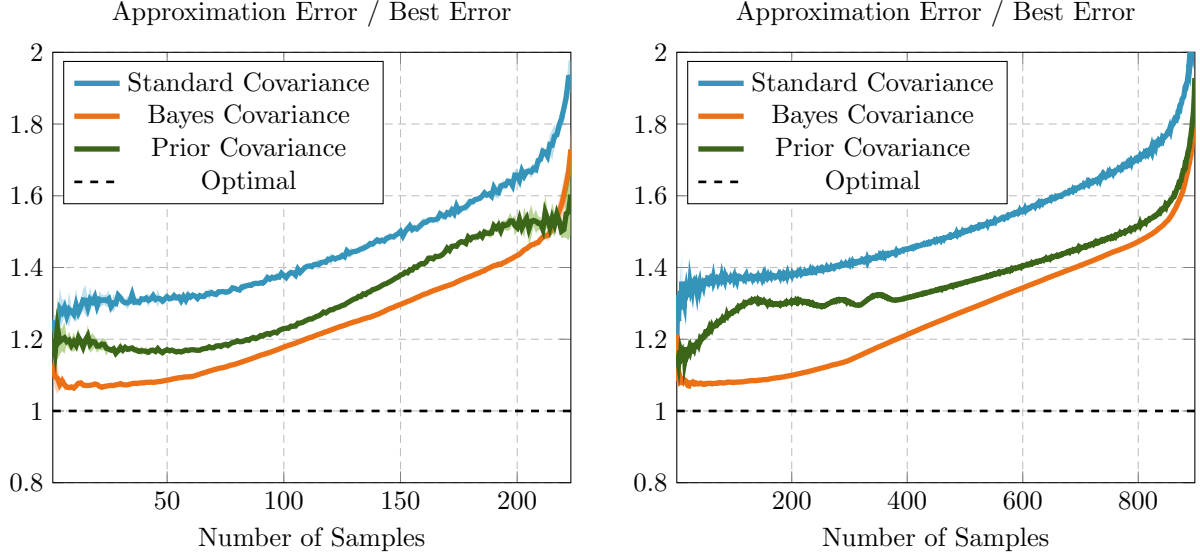 Approximation Error / Best Error
2
1.8
1.6
1.4
1.2
1
0.8
Standard Covariance
Bayes Covariance
Prior Covariance
Optimal
50 100 150 200
Number of Samples
Approximation Error / Best Error
2
1.8
1.6
1.4
1.2
1
0.8
Standard Covariance
Bayes Covariance
Prior Covariance
Optimal
200 400 600 800
Number of Samples